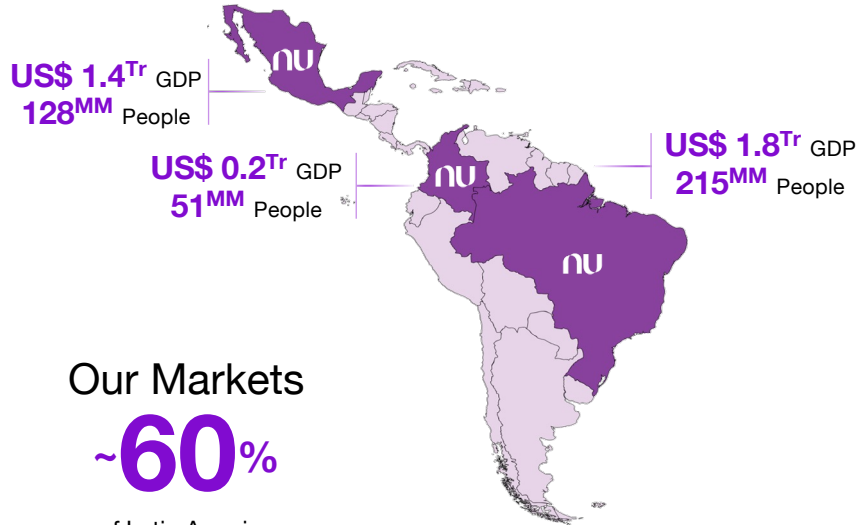 nu
US$ 1.4Tr GDP
128MM People
US$ 0.2Tr GDP
51MM People
nu
US$ 1.8Tr GDP
215MM People
nu
Our Markets
~60%